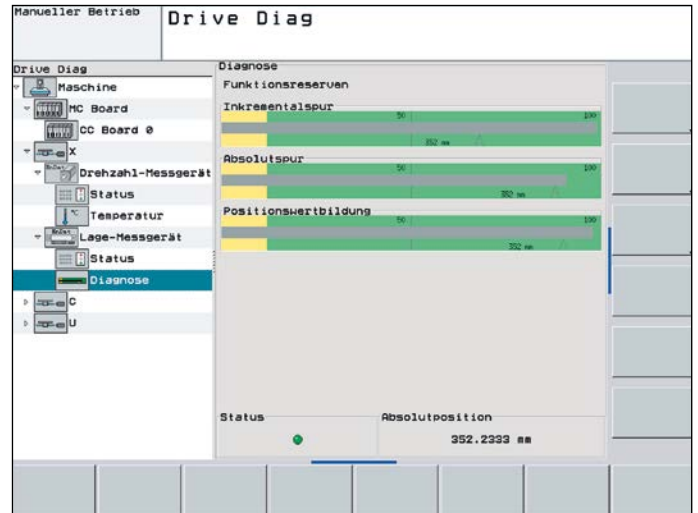 Manueller Betrieb
Drive Diag
Drive Diag
Maschine
MC Board
CC Board 0
X
Drehzahl-Messgerät
Status
Temperatur
Lage-Messgerät
Status
Diagnose
C
U
Diagnose
Funktionsreserven
Inkrementalspur
50
100
352 mm
Absolutspur
50
100
352 mm
Positionswertbildung
50
100
352 mm
Status
Absolutposition
352.2333 mm